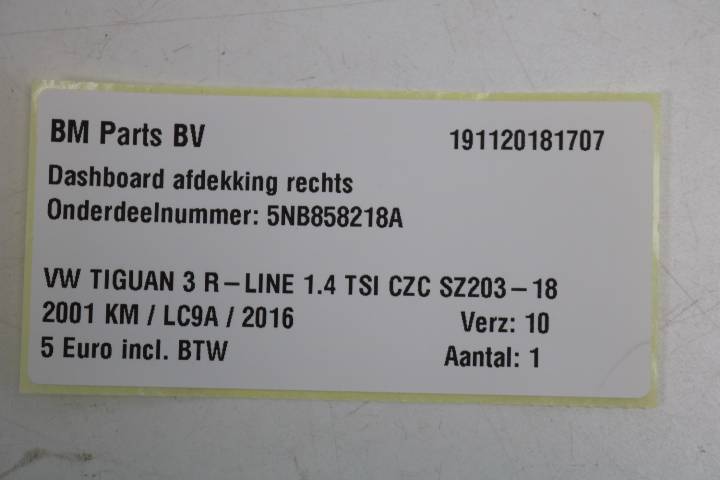 BM Parts BV 191120181707
Dashboard afdekking rechts
Onderdeelnummer: 5NB858218A
VW TIGUAN 3 R-LINE 1.4 TSI CZC SZ203-18
2001 KM / LC9A / 2016 Verz: 10
5 Euro incl. BTW Aantal: 1